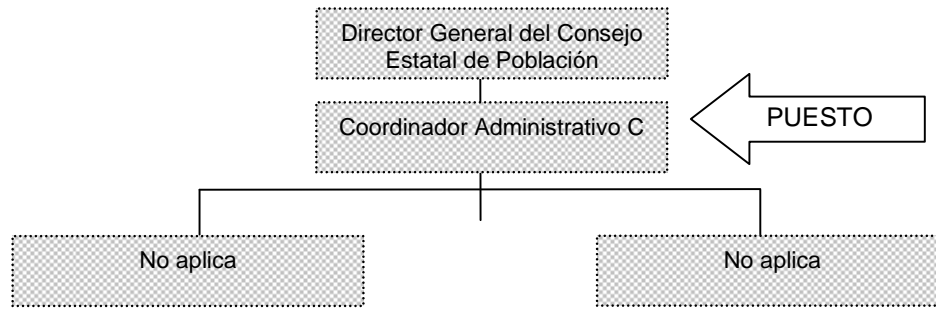 Director General del Consejo
Estatal de Población
Coordinador Administrativo C
PUESTO
No aplica
No aplica